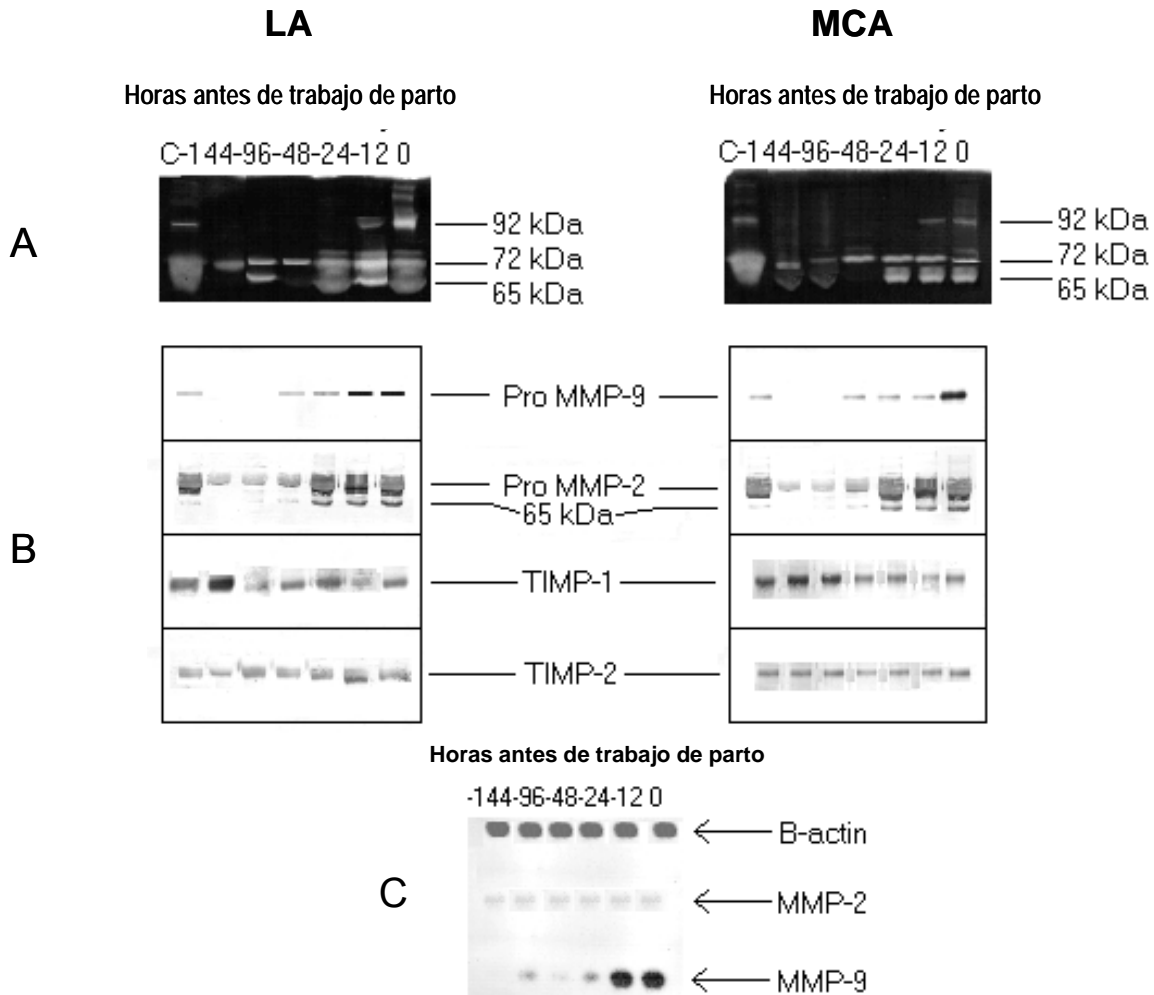 LA MCA
Horas antes de trabajo de parto Horas antes de trabajo de parto
C-144-96-48-24-12 0 C-144-96-48-24-12 0
A
92 kDa 92 kDa
72 kDa 72 kDa
65 kDa 65 kDa
B
Pro MMP-9
Pro MMP-2
65 kDa
TIMP-1
TIMP-2
Horas antes de trabajo de parto
-144-96-48-24-12 0
C
B-actin
MMP-2
MMP-9